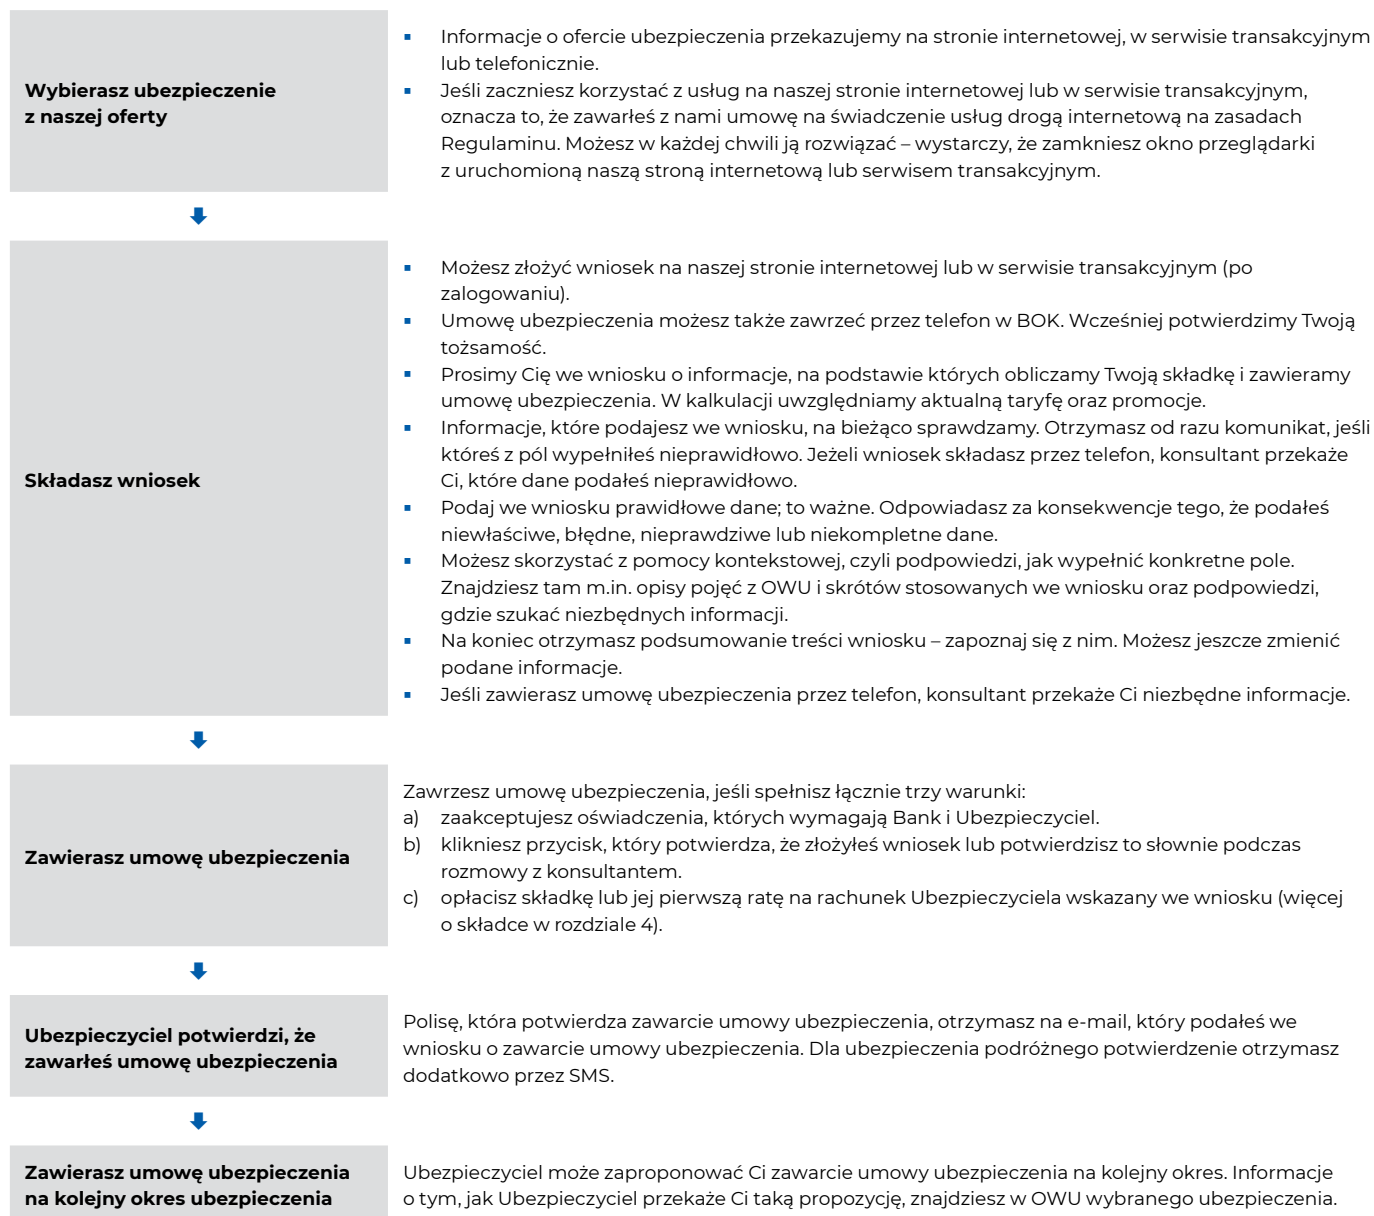 Wybierasz ubezpieczenie
z naszej oferty
▪ Informacje o ofercie ubezpieczenia przekazujemy na stronie internetowej, w serwisie transakcyjnym
lub telefonicznie.
▪ Jeśli zaczniesz korzystać z usług na naszej stronie internetowej lub w serwisie transakcyjnym,
oznacza to, że zawarłeś z nami umowę na świadczenie usług drogą internetową na zasadach
Regulaminu. Możesz w każdej chwili ją rozwiązać – wystarczy, że zamkniesz okno przeglądarki
z uruchomioną naszą stroną internetową lub serwisem transakcyjnym.
Składasz wniosek
▪ Możesz złożyć wniosek na naszej stronie internetowej lub w serwisie transakcyjnym (po
zalogowaniu).
▪ Umowę ubezpieczenia możesz także zawrzeć przez telefon w BOK. Wcześniej potwierdzimy Twoją
tożsamość.
▪ Prosimy Cię we wniosku o informacje, na podstawie których obliczamy Twoją składkę i zawieramy
umowę ubezpieczenia. W kalkulacji uwzględniamy aktualną taryfę oraz promocje.
▪ Informacje, które podajesz we wniosku, na bieżąco sprawdzamy. Otrzymasz od razu komunikat, jeśli
któreś z pól wypełniłeś nieprawidłowo. Jeżeli wniosek składasz przez telefon, konsultant przekaże
Ci, które dane podałeś nieprawidłowo.
▪ Podaj we wniosku prawidłowe dane; to ważne. Odpowiadasz za konsekwencje tego, że podałeś
niewłaściwe, błędne, nieprawdziwe lub niekompletne dane.
▪ Możesz skorzystać z pomocy kontekstowej, czyli podpowiedzi, jak wypełnić konkretne pole.
Znajdziesz tam m.in. opisy pojęć z OWU i skrótów stosowanych we wniosku oraz podpowiedzi,
gdzie szukać niezbędnych informacji.
▪ Na koniec otrzymasz podsumowanie treści wniosku – zapoznaj się z nim. Możesz jeszcze zmienić
podane informacje.
▪ Jeśli zawierasz umowę ubezpieczenia przez telefon, konsultant przekaże Ci niezbędne informacje.
Zawierasz umowę ubezpieczenia
Zawrzesz umowę ubezpieczenia, jeśli spełnisz łącznie trzy warunki:
a) zaakceptujesz oświadczenia, których wymagają Bank i Ubezpieczyciel.
b) klikniesz przycisk, który potwierdza, że złożyłeś wniosek lub potwierdzisz to słownie podczas
rozmowy z konsultantem.
c) opłacisz składkę lub jej pierwszą ratę na rachunek Ubezpieczyciela wskazany we wniosku (więcej
o składce w rozdziale 4).
Ubezpieczyciel potwierdzi, że
zawarłeś umowę ubezpieczenia
Polisę, która potwierdza zawarcie umowy ubezpieczenia, otrzymasz na e-mail, który podałeś we
wniosku o zawarcie umowy ubezpieczenia. Dla ubezpieczenia podróżnego potwierdzenie otrzymasz
dodatkowo przez SMS.
Zawierasz umowę ubezpieczenia
na kolejny okres ubezpieczenia
Ubezpieczyciel może zaproponować Ci zawarcie umowy ubezpieczenia na kolejny okres. Informacje
o tym, jak Ubezpieczyciel przekaże Ci taką propozycję, znajdziesz w OWU wybranego ubezpieczenia.